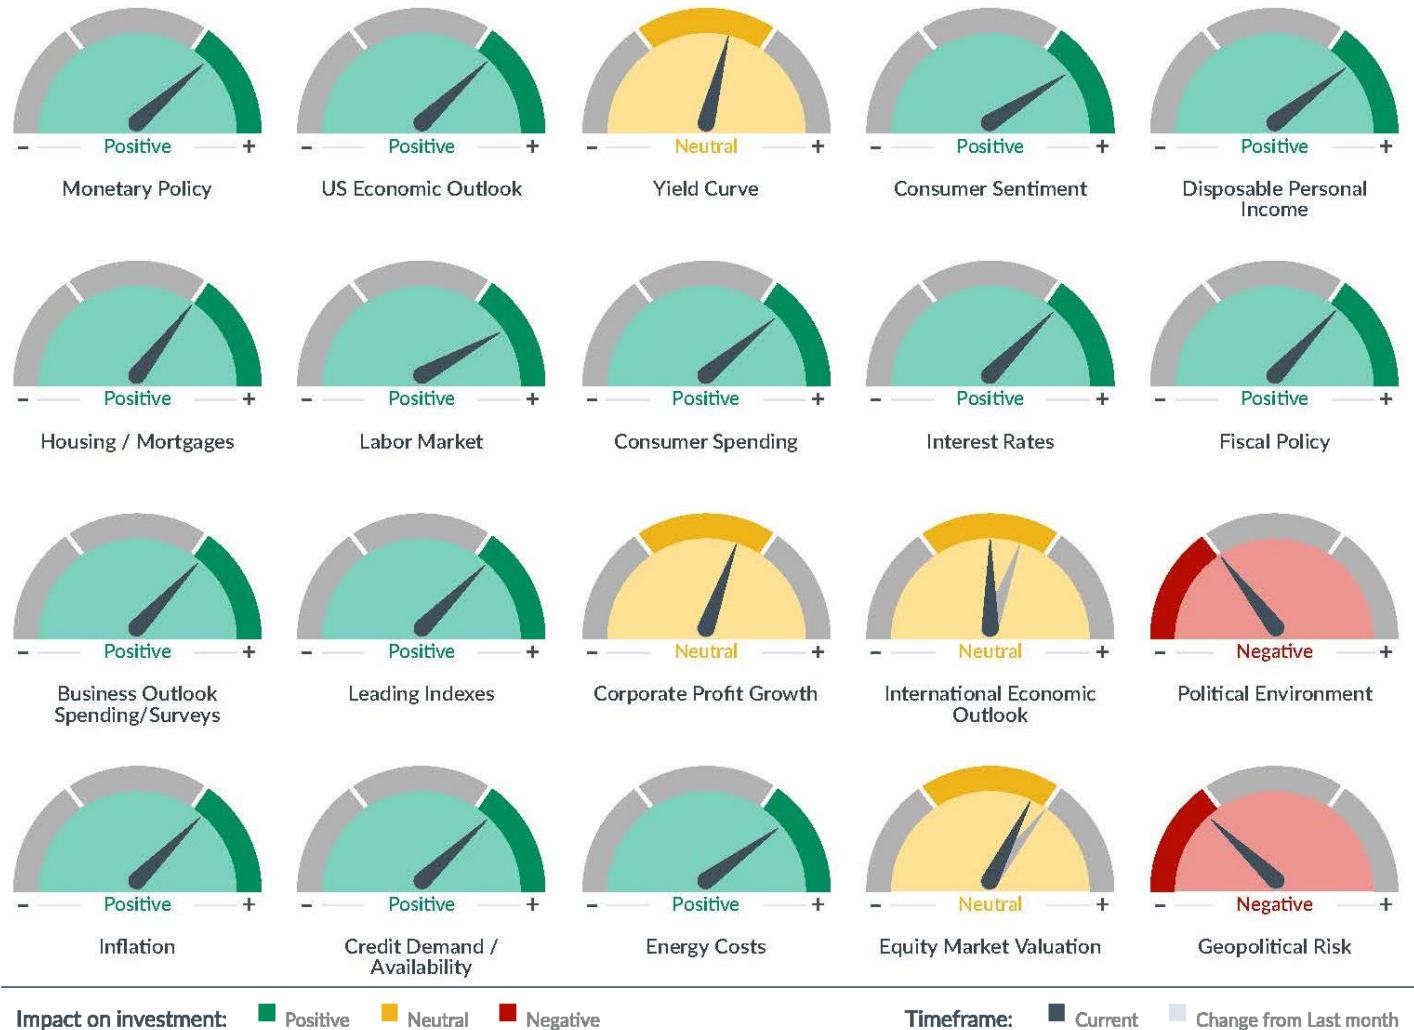 - Positive +
- Positive +
- Neutral +
- Positive +
- Positive +
Monetary Policy
US Economic Outlook
Yield Curve
Consumer Sentiment
Disposable Personal
Income
- Positive +
- Positive +
- Positive +
- Positive +
- Positive +
Housing / Mortgages
Labor Market
Consumer Spending
Interest Rates
Fiscal Policy
- Positive +
- Positive +
- Neutral +
- Neutral +
- Negative +
Business Outlook
Spending/Surveys
Leading Indexes
Corporate Profit Growth
International Economic
Outlook
Political Environment
- Positive +
- Positive +
- Positive +
- Neutral +
- Negative +
Inflation
Credit Demand /
Availability
Energy Costs
Equity Market Valuation
Geopolitical Risk
Impact on investment: Positive Neutral Negative
Timeframe: Current Change from Last month